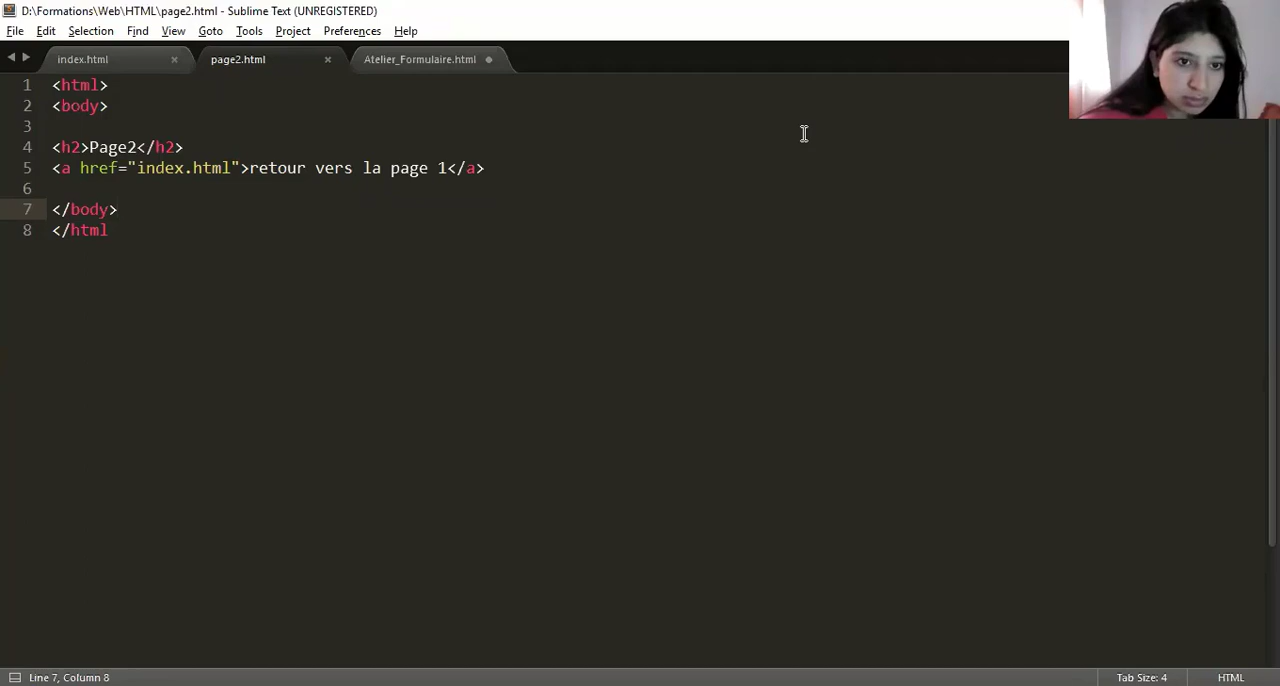 D:\Formations\Web\HTML\page2.html - Sublime Text (UNREGISTERED)
File Edit Selection Find View Goto Tools Project Preferences Help
index.html × page2.html × Atelier_Formulaire.html
1 <html>
2 <body>
3
4 <h2>Page2</h2>
5 <a href="index.html">retour vers la page 1</a>
6
7 </body>
8 </html
Line 7, Column 8 Tab Size: 4 HTML